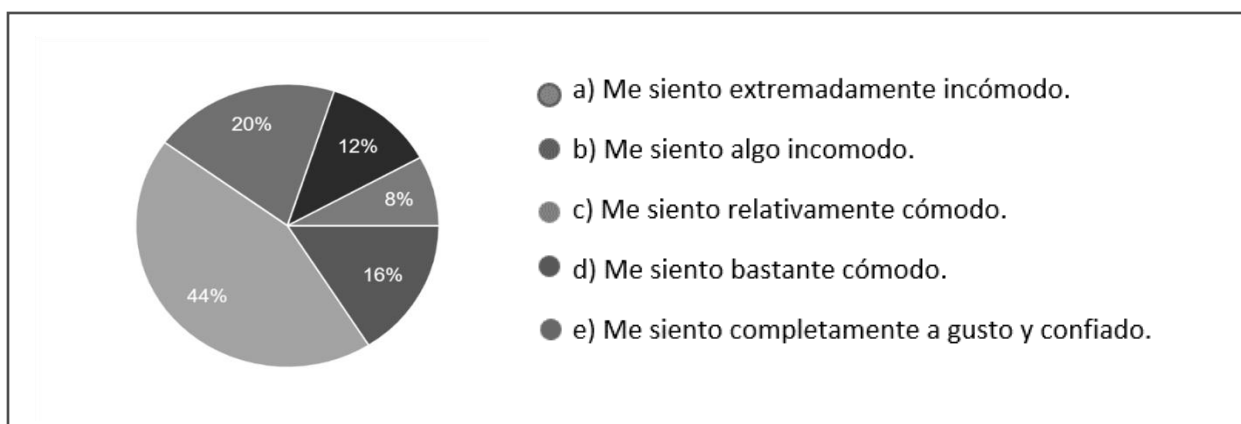 20%
12%
8%
16%
44%
a) Me siento extremadamente incómodo.
b) Me siento algo incomodo.
c) Me siento relativamente cómodo.
d) Me siento bastante cómodo.
e) Me siento completamente a gusto y confiado.